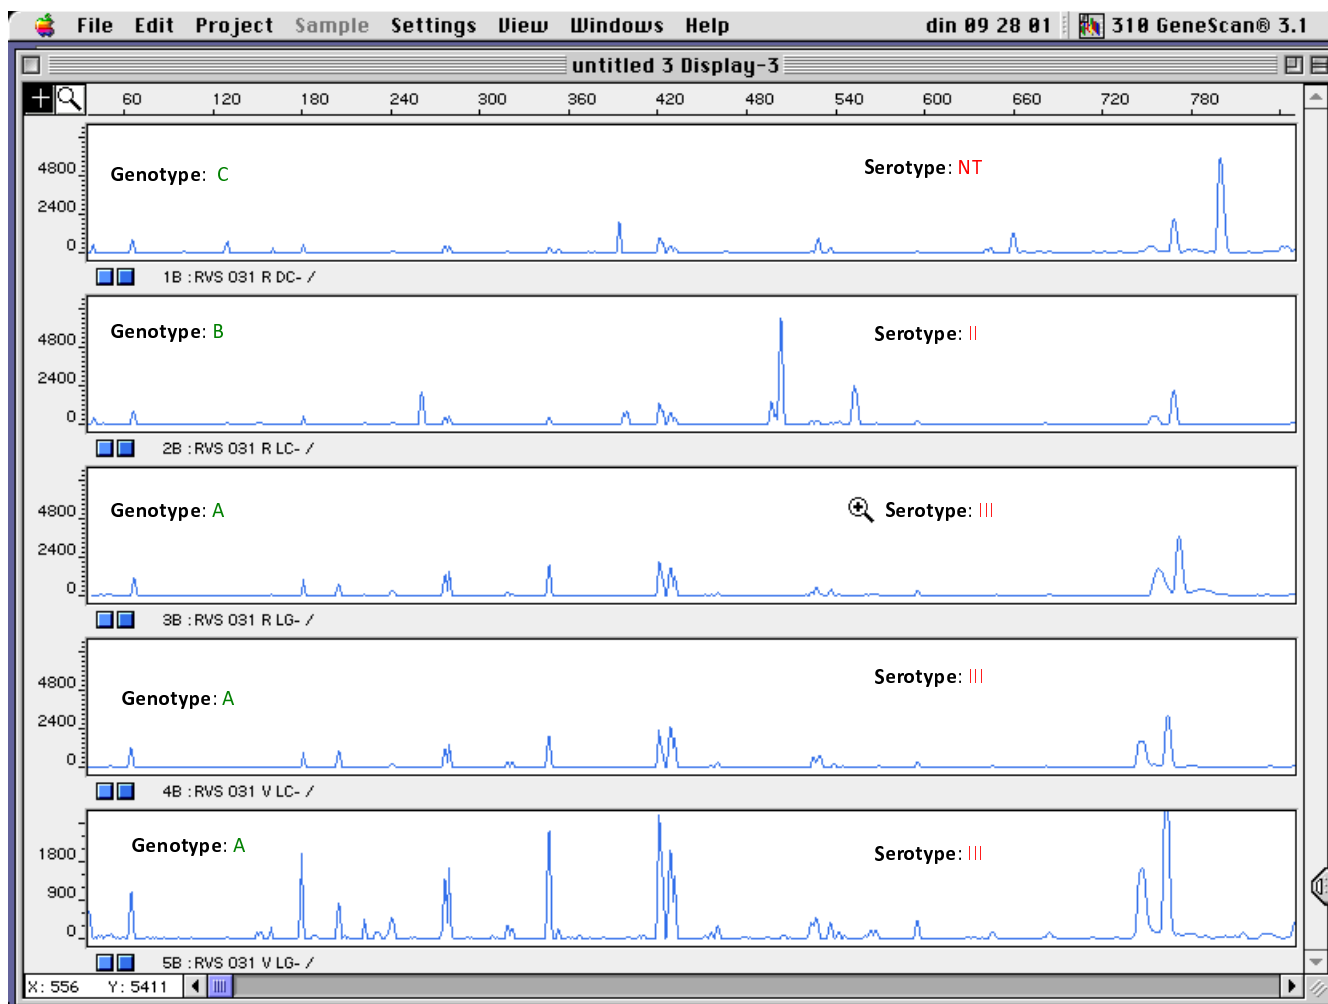 File Edit Project Sample Settings View Windows Help din 09 28 01 310 GeneScan® 3.1
untitled 3 Display-3
60 120 180 240 300 360 420 480 540 600 660 720 780
Genotype: C Serotype: NT
4800
2400
0
1B : RVS 031 R DC- /
Genotype: B Serotype: II
4800
2400
0
2B : RVS 031 R LC- /
Genotype: A Serotype: III
4800
2400
0
3B : RVS 031 R LG- /
Serotype: III
Genotype: A
4800
2400
0
4B : RVS 031 V LC- /
Genotype: A Serotype: III
1800
900
0
5B : RVS 031 V LG- /
X: 556 Y: 5411